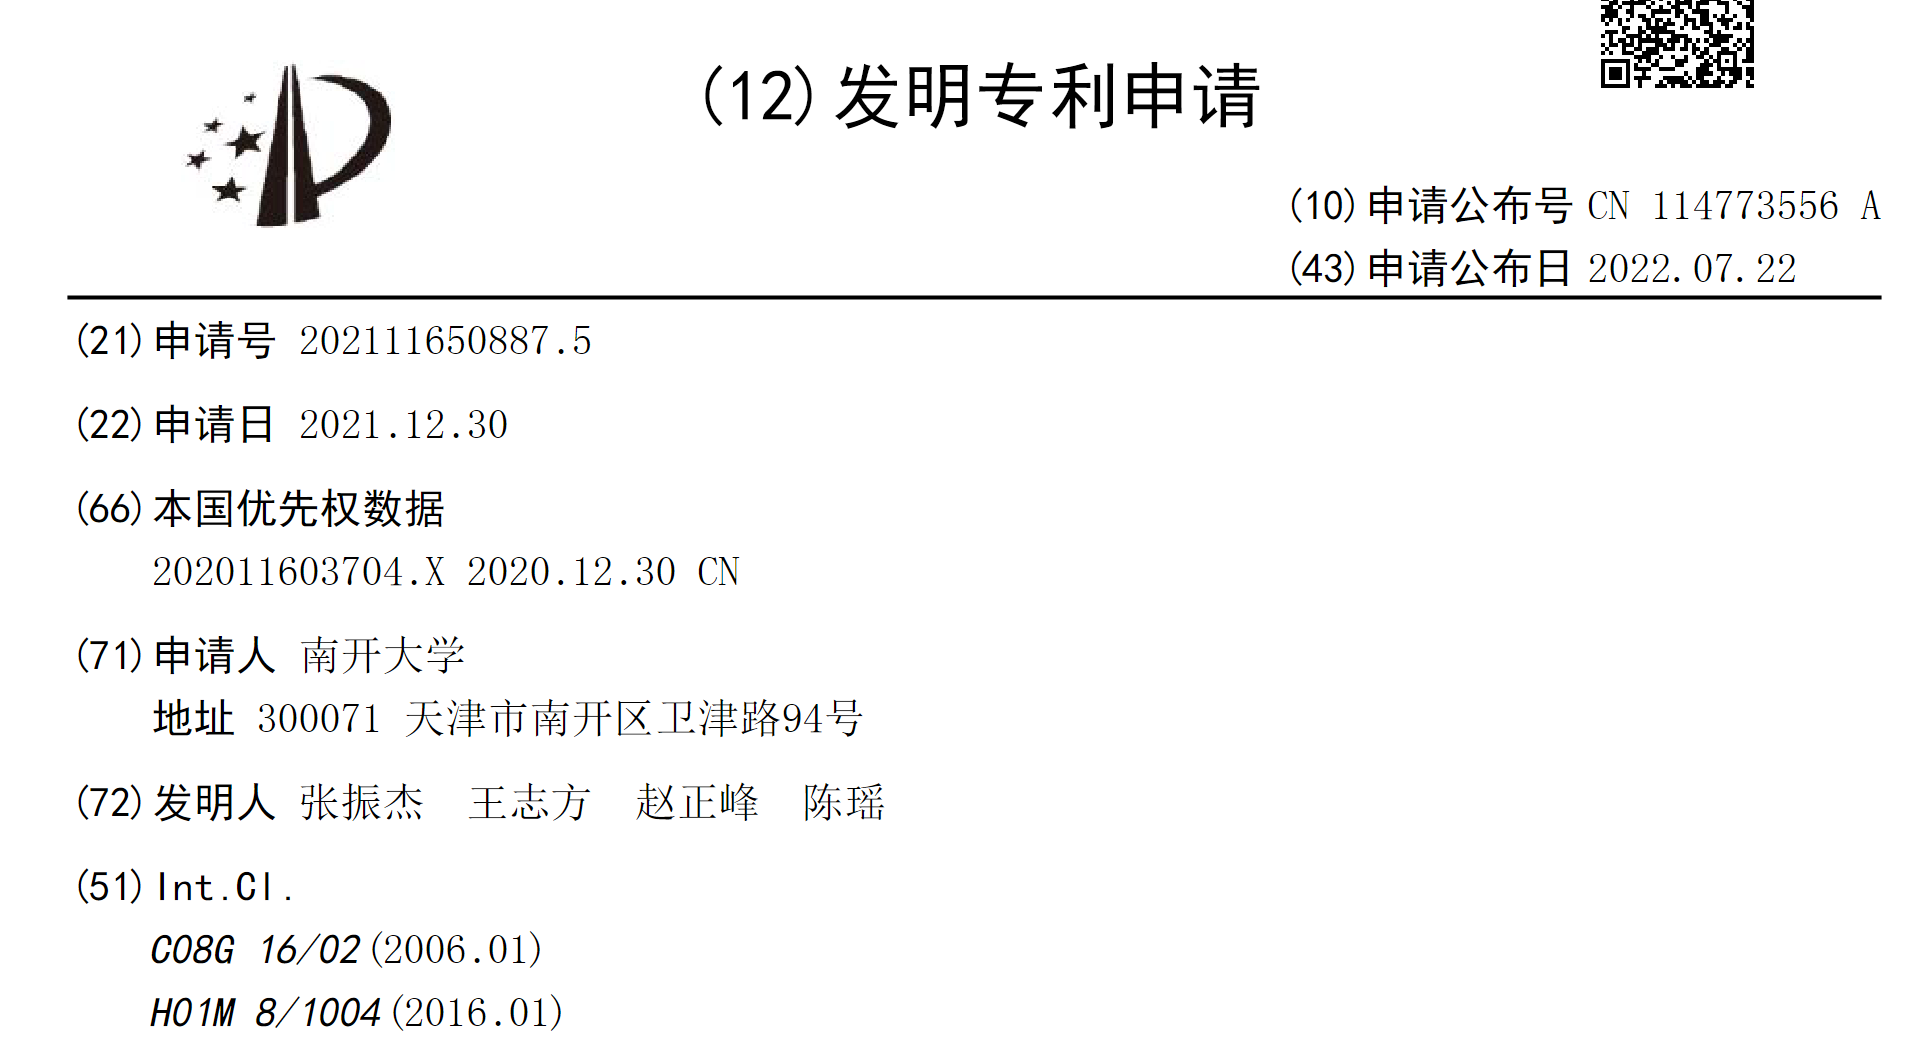 (12)发明专利申请
(10)申请公布号 CN 114773556 A
(43)申请公布日 2022.07.22
(21)申请号 202111650887.5
(22)申请日 2021.12.30
(66)本国优先权数据
202011603704.X 2020.12.30 CN
(71)申请人 南开大学
地址 300071 天津市南开区卫津路94号
(72)发明人 张振杰 王志方 赵正峰 陈瑶
(51)Int.Cl.
C08G 16/02(2006.01)
H01M 8/1004(2016.01)